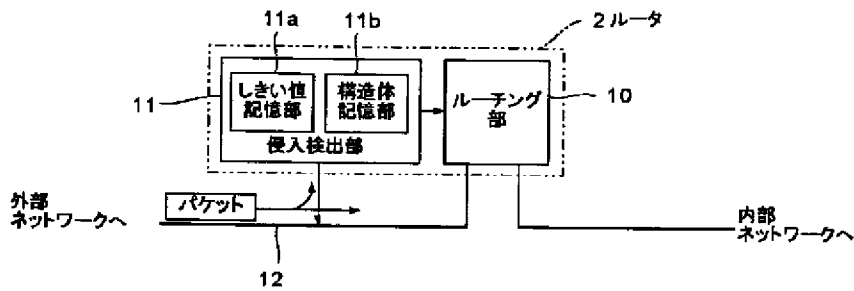 11a
11b
2 ルータ
11
しきい値
記憶部
構造体
記憶部
侵入検出部
ルーチング
部
10
外部
ネットワークへ
パケット
12
内部
ネットワークへ